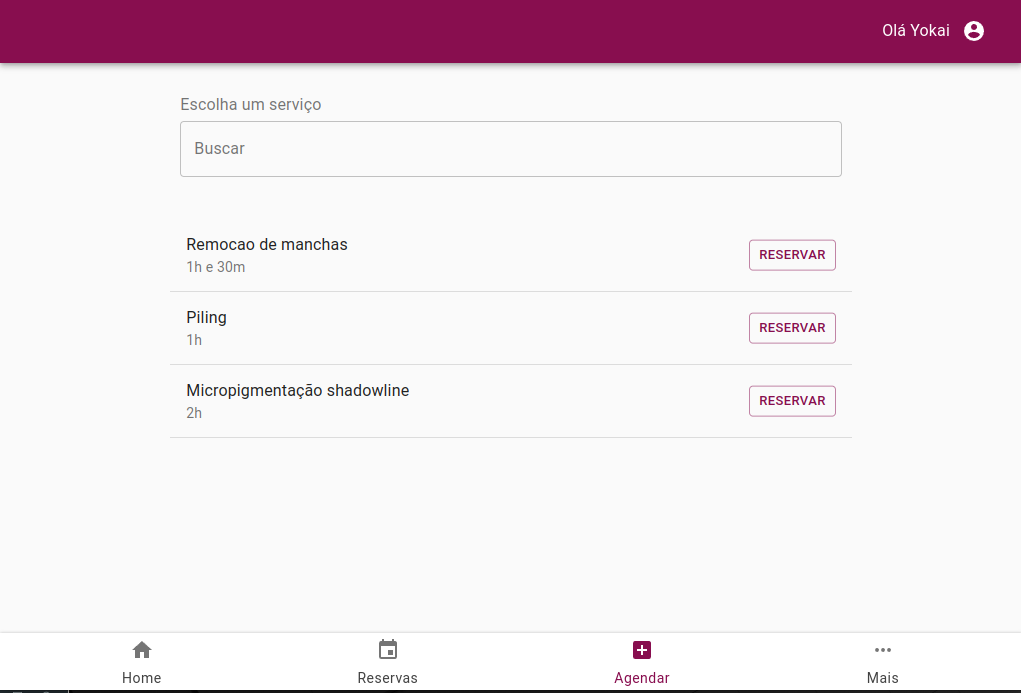 Olá Yokai
Escolha um serviço
Buscar
Remocao de manchas
1h e 30m
RESERVAR
Piling
1h
RESERVAR
Micropigmentação shadowline
2h
RESERVAR
Home
Reservas
Agendar
Mais